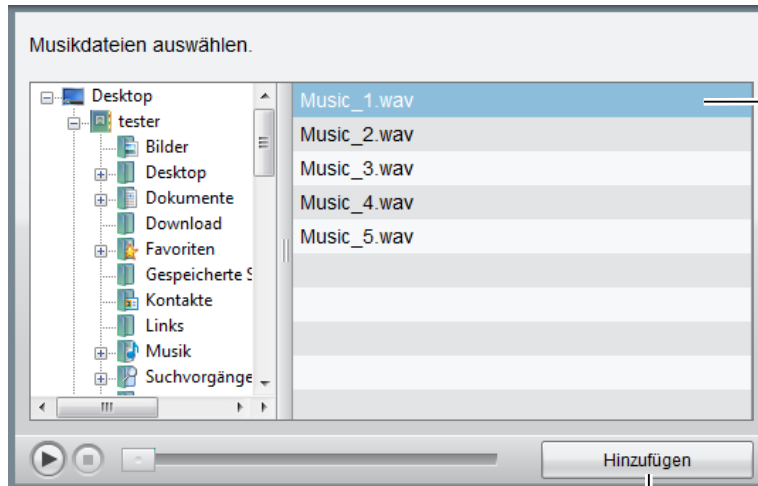 Musikdateien auswählen.
Desktop
tester
Bilder
Desktop
Dokumente
Download
Favoriten
Gespeicherte
Kontakte
Links
Musik
Suchvorgänge
Music_1.wav
Music_2.wav
Music_3.wav
Music_4.wav
Music_5.wav
Hinzufügen